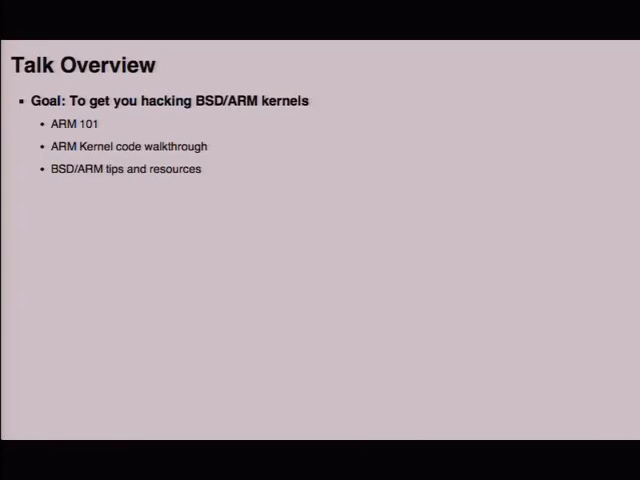 Talk Overview
Goal: To get you hacking BSD/ARM kernels
ARM 101
ARM Kernel code walkthrough
BSD/ARM tips and resources